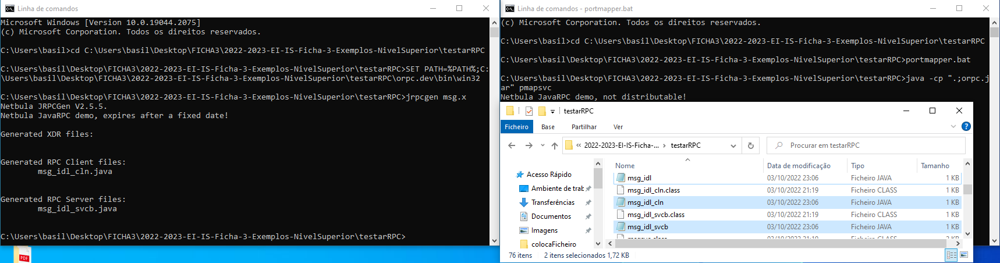 Linha de comandos
Microsoft Windows [Version 10.0.19044.2075]
(c) Microsoft Corporation. Todos os direitos reservados.
C:\Users\basil>cd C:\Users\basil\Desktop\FICHA3\2022-2023-EI-IS-Ficha-3-Exemplos-NivelSuperior\testarRPC
C:\Users\basil\Desktop\FICHA3\2022-2023-EI-IS-Ficha-3-Exemplos-NivelSuperior\testarRPC>SET PATH=%PATH%;C:
\Users\basil\Desktop\FICHA3\2022-2023-EI-IS-Ficha-3-Exemplos-NivelSuperior\testarRPC\orpc.dev\bin\win32
C:\Users\basil\Desktop\FICHA3\2022-2023-EI-IS-Ficha-3-Exemplos-NivelSuperior\testarRPC>jrpcgen msg.x
Netbula JRPCGen V2.5.5.
Netbula JavaRPC demo, expires after a fixed date!
Generated XDR files:
Generated RPC Client files:
msg_idl_cln.java
Generated RPC Server files:
msg_idl_svcb.java
C:\Users\basil\Desktop\FICHA3\2022-2023-EI-IS-Ficha-3-Exemplos-NivelSuperior\testarRPC>
PDF
Linha de comandos - portmapper.bat
(c) Microsoft Corporation. Todos os direitos reservados.
C:\Users\basil>cd C:\Users\basil\Desktop\FICHA3\2022-2023-EI-IS-Ficha-3-Exemplos-NivelSuperior\testarRPC
C:\Users\basil\Desktop\FICHA3\2022-2023-EI-IS-Ficha-3-Exemplos-NivelSuperior\testarRPC>portmapper.bat
C:\Users\basil\Desktop\FICHA3\2022-2023-EI-IS-Ficha-3-Exemplos-NivelSuperior\testarRPC>java -cp ".;orpc.j
ar" pmapsvc
Netbula JavaRPC demo, not distributable!
testarRPC
Ficheiro Base Partilhar Ver
« 2022-2023-EI-IS-Ficha-... > testarRPC
Procurar em testarRPC
Nome Data de modificação Tipo Tamanho
Acesso Rápido
Ambiente de trab
Transferências
Documentos
Imagens
colocaFicheiro
msg_idl 03/10/2022 23:06 Ficheiro JAVA 1 KB
msg_idl_cln.class 03/10/2022 21:19 Ficheiro CLASS 1 KB
msg_idl_cln 03/10/2022 23:06 Ficheiro JAVA 1 KB
msg_idl_svcb.class 03/10/2022 21:19 Ficheiro CLASS 1 KB
msg_idl_svcb 03/10/2022 23:06 Ficheiro JAVA 1 KB
76 itens 2 itens selecionados 1,72 KB